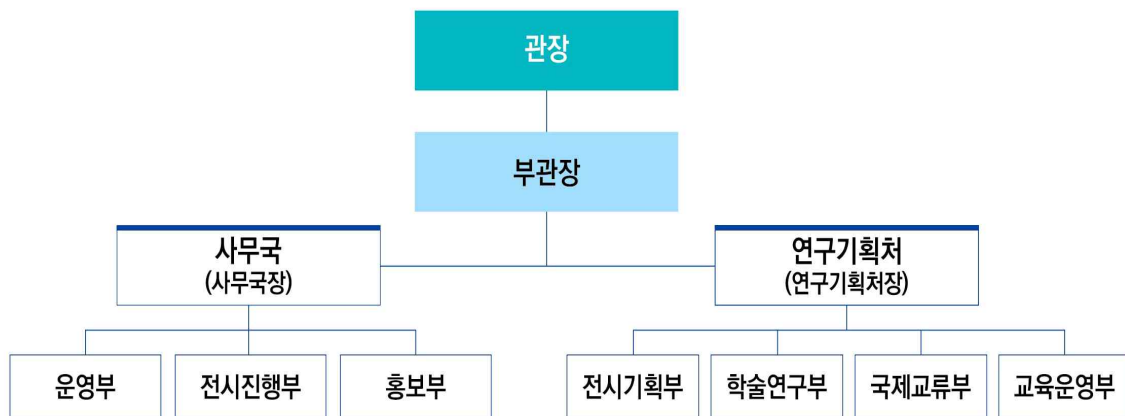 관장
부관장
사무국
(사무국장)
연구기획처
(연구기획처장)
운영부
전시진행부
홍보부
전시기획부
학술연구부
국제교류부
교육운영부